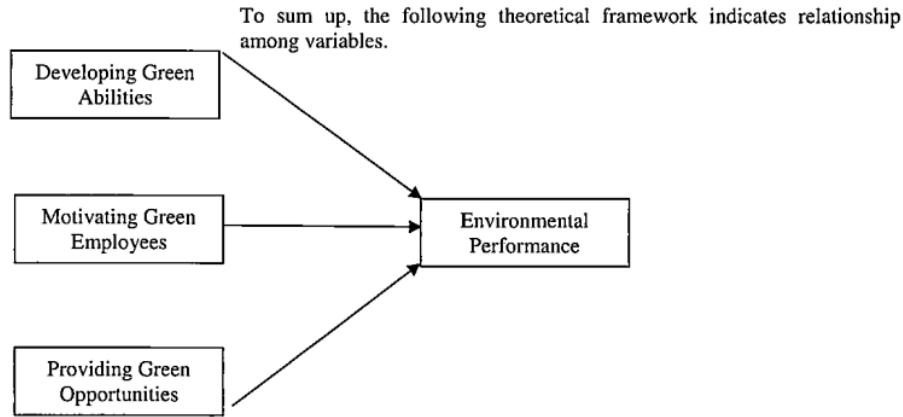 To sum up, the following theoretical framework indicates relationship
among variables.
Developing Green
Abilities
Motivating Green
Employees
Environmental
Performance
Providing Green
Opportunities